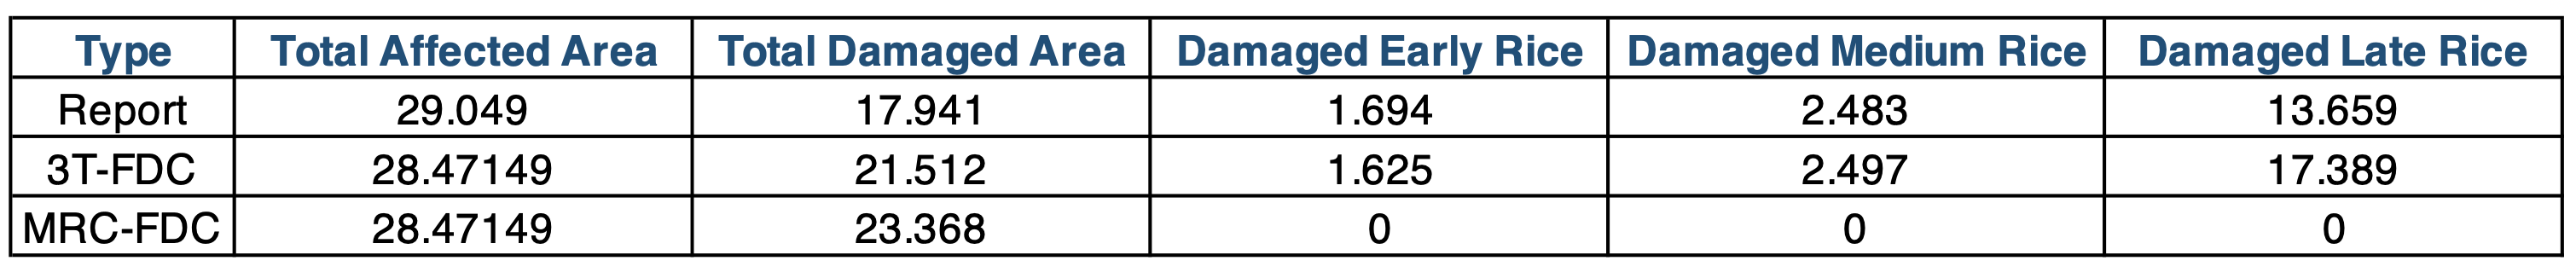 Type Total Affected Area Total Damaged Area Damaged Early Rice Damaged Medium Rice Damaged Late Rice
Report 29.049 17.941 1.694 2.483 13.659
3T-FDC 28.47149 21.512 1.625 2.497 17.389
MRC-FDC 28.47149 23.368 0 0 0